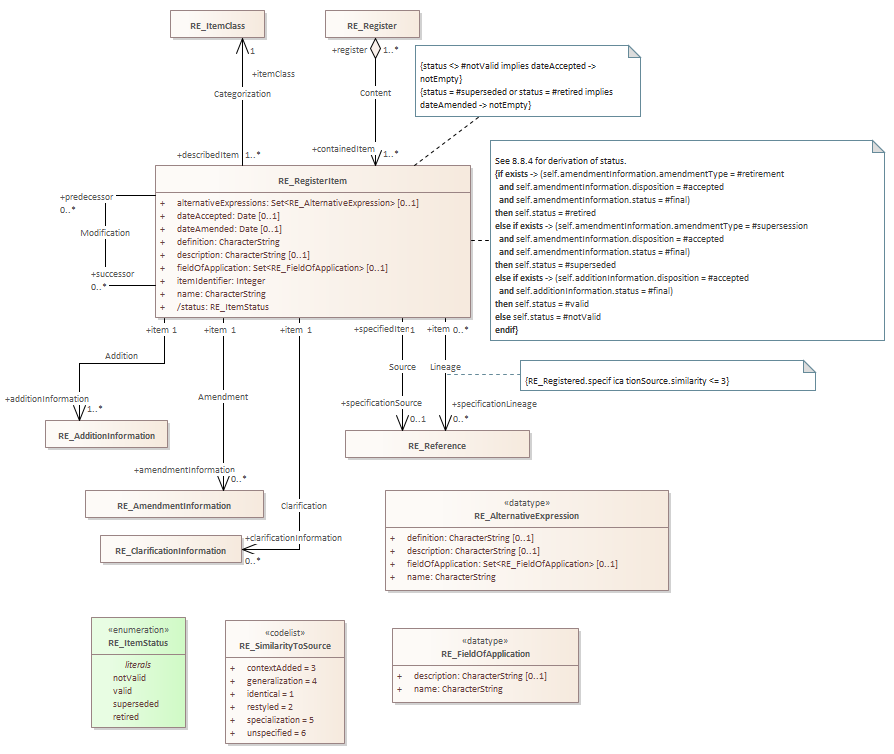 RE_ItemClass
RE_Register
1
+itemClass
Categorization
+describedItem 1..*
+register 1..*
Content
+containedItem 1..*
{status <> #notValid implies dateAccepted ->
notEmpty}
{status = #superseded or status = #retired implies
dateAmended -> notEmpty}
RE_RegisterItem
+ alternativeExpressions: Set<RE_AlternativeExpression> [0..1]
+ dateAccepted: Date [0..1]
+ dateAmended: Date [0..1]
+ definition: CharacterString
+ description: CharacterString [0..1]
+ fieldOfApplication: Set<RE_FieldOfApplication> [0..1]
+ itemIdentifier: Integer
+ name: CharacterString
+ /status: RE_ItemStatus
+predecessor
0..*
Modification
+successor
0..*
See 8.8.4 for derivation of status.
{if exists -> (self.amendmentInformation.amendmentType = #retirement
and self.amendmentInformation.disposition = #accepted
and self.amendmentInformation.status = #final)
then self.status = #retired
else if exists -> (self.amendmentInformation.amendmentType = #supersession
and self.amendmentInformation.disposition = #accepted
and self.amendmentInformation.status = #final)
then self.status = #superseded
else if exists -> (self.additionInformation.disposition = #accepted
and self.additionInformation.status = #final)
then self.status = #valid
else self.status = #notValid
endif}
+item 1
+item 1
+item 1
+specifiedItem 1
+item 0..*
Addition
+additionInformation
1..*
RE_AdditionInformation
Amendment
+amendmentInformation
0..*
RE_AmendmentInformation
Clarification
+clarificationInformation
0..*
RE_ClarificationInformation
Source
Lineage
{RE_Registered.specif ica tionSource.similarity <= 3}
+specificationSource
0..1
+specificationLineage
0..*
RE_Reference
«datatype»
RE_AlternativeExpression
+ definition: CharacterString [0..1]
+ description: CharacterString [0..1]
+ fieldOfApplication: Set<RE_FieldOfApplication> [0..1]
+ name: CharacterString
«enumeration»
RE_ItemStatus
literals
notValid
valid
superseded
retired
«codelist»
RE_SimilarityToSource
+ contextAdded = 3
+ generalization = 4
+ identical = 1
+ restyled = 2
+ specialization = 5
+ unspecified = 6
«datatype»
RE_FieldOfApplication
+ description: CharacterString [0..1]
+ name: CharacterString